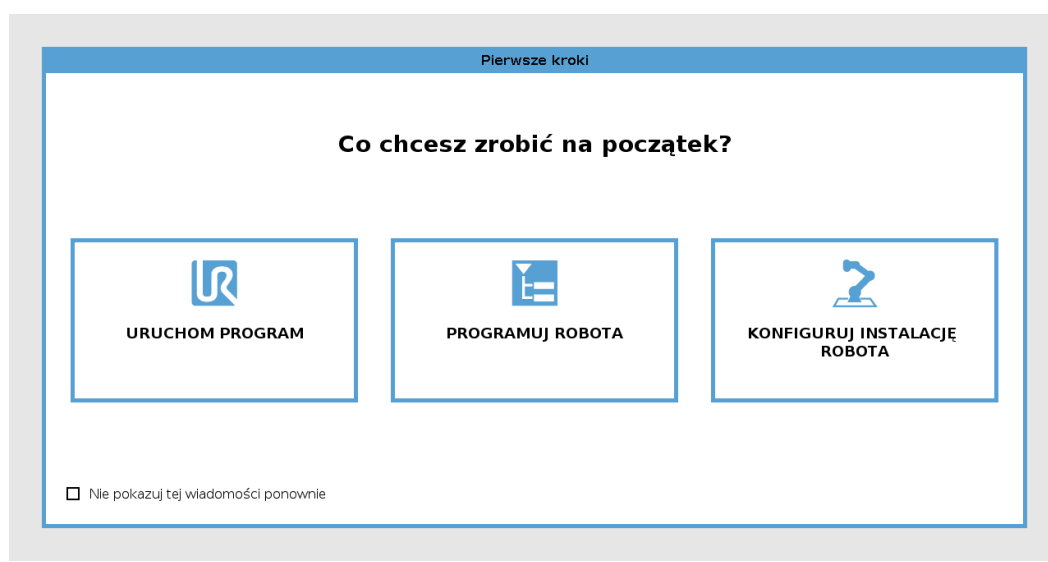 Pierwsze kroki
Co chcesz zrobić na początek?
URUCHOM PROGRAM
PROGRAMUJ ROBOTA
KONFIGURUJ INSTALACJĘ
ROBOTA
Nie pokazuj tej wiadomości ponownie